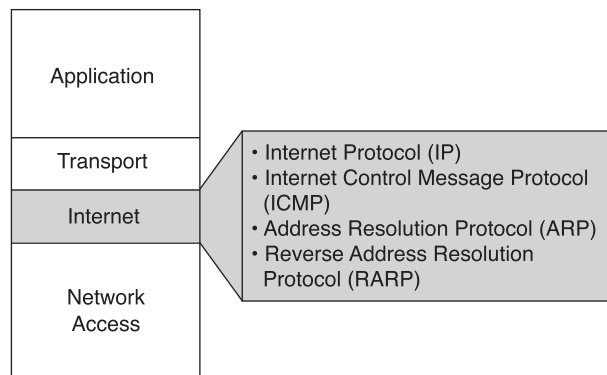 Application
Transport
Internet
Network
Access
• Internet Protocol (IP)
• Internet Control Message Protocol
(ICMP)
• Address Resolution Protocol (ARP)
• Reverse Address Resolution
Protocol (RARP)